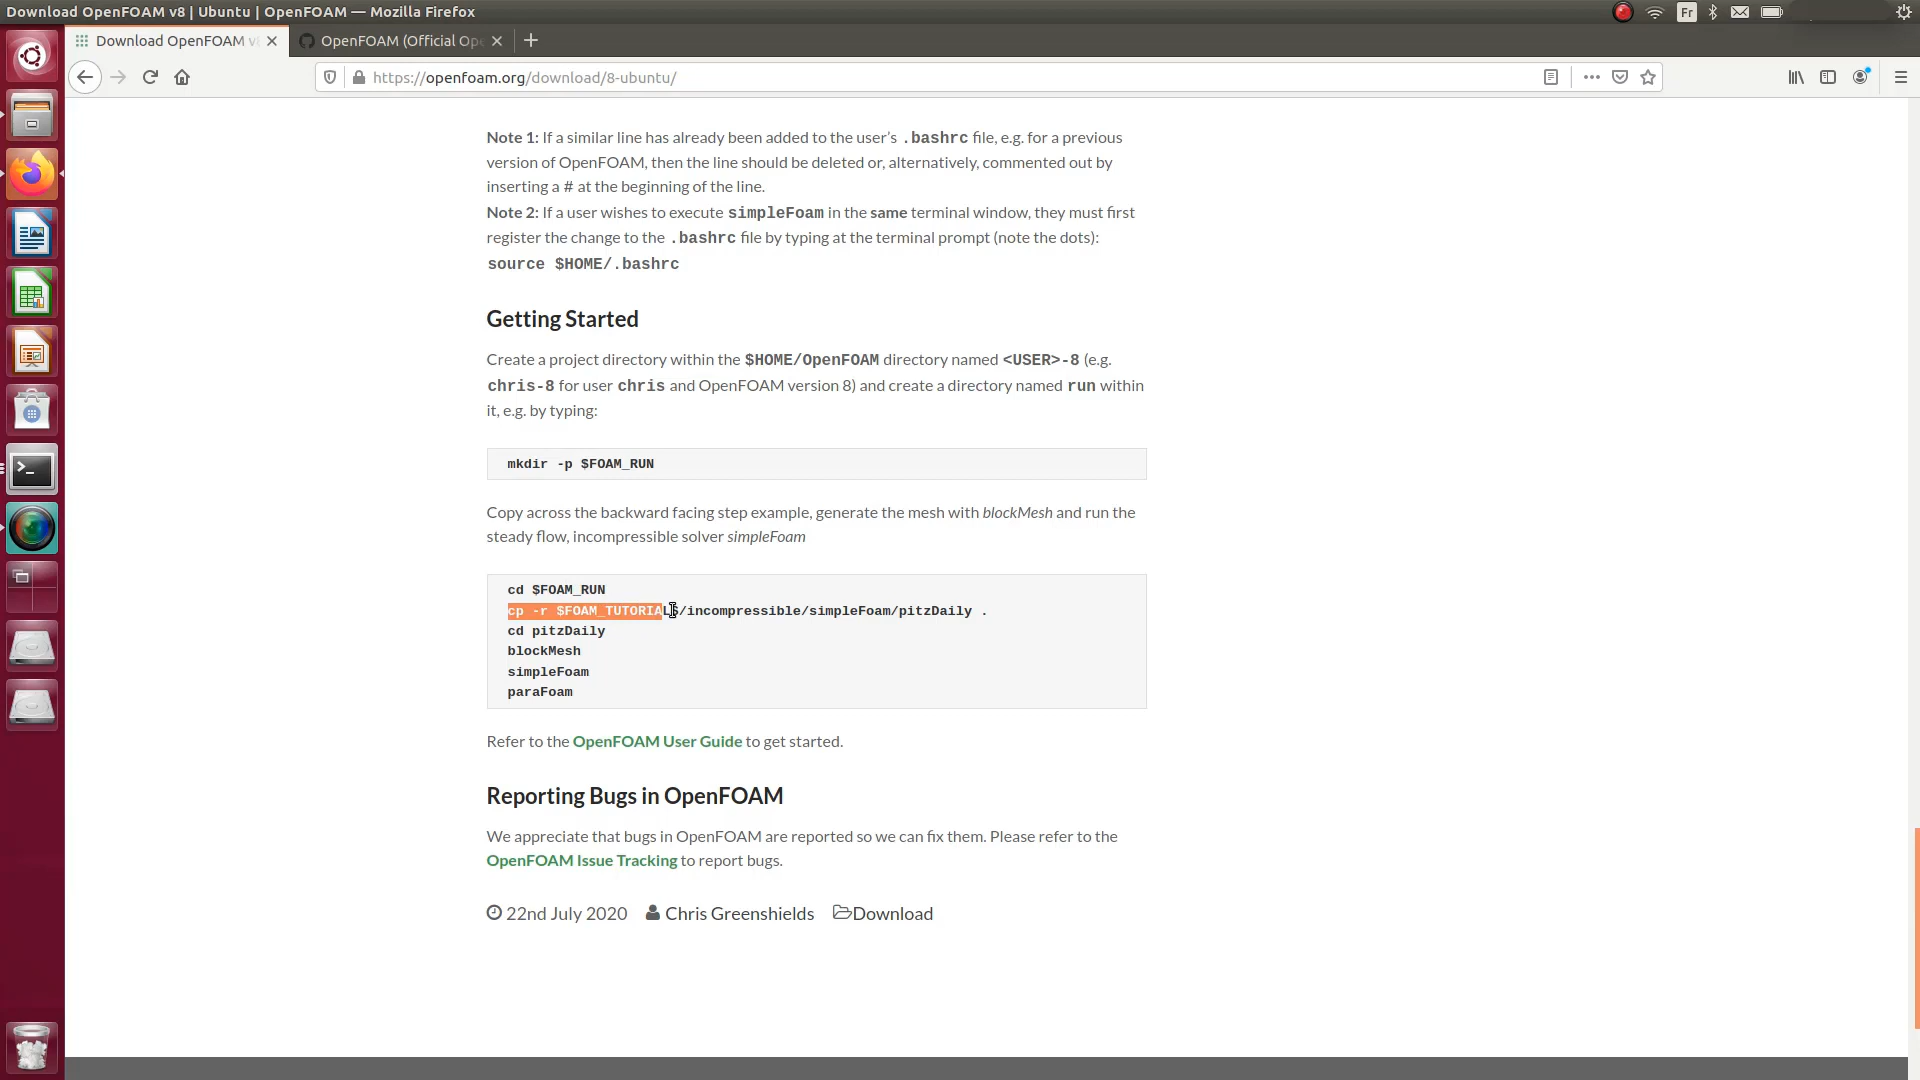 Download OpenFOAM v8 | Ubuntu | OpenFOAM — Mozilla Firefox
Fr
Download OpenFOAM v8
OpenFOAM (Official Ope
https://openfoam.org/download/8-ubuntu/
Note 1: If a similar line has already been added to the user's .bashrc file, e.g. for a previous
version of OpenFOAM, then the line should be deleted or, alternatively, commented out by
inserting a # at the beginning of the line.
Note 2: If a user wishes to execute simpleFoam in the same terminal window, they must first
register the change to the .bashrc file by typing at the terminal prompt (note the dots):
source $HOME/.bashrc
Getting Started
Create a project directory within the $HOME/OpenFOAM directory named <USER>-8 (e.g.
chris-8 for user chris and OpenFOAM version 8) and create a directory named run within
it, e.g. by typing:
mkdir -p $FOAM_RUN
Copy across the backward facing step example, generate the mesh with blockMesh and run the
steady flow, incompressible solver simpleFoam
cd $FOAM_RUN
cp -r $FOAM_TUTORIALS/incompressible/simpleFoam/pitzDaily .
cd pitzDaily
blockMesh
simpleFoam
paraFoam
Refer to the OpenFOAM User Guide to get started.
Reporting Bugs in OpenFOAM
We appreciate that bugs in OpenFOAM are reported so we can fix them. Please refer to the
OpenFOAM Issue Tracking to report bugs.
22nd July 2020 Chris Greenshields Download